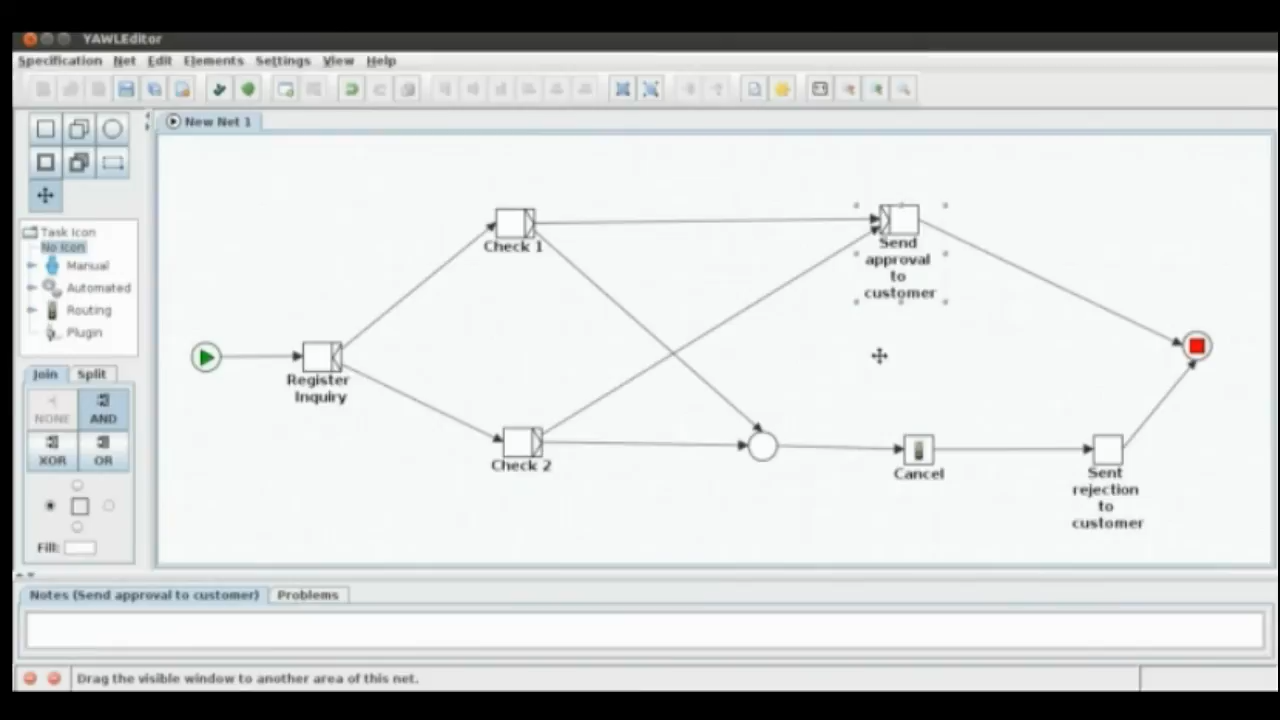 YAWLEditor
Specification Net Edit Elements Settings View Help
New Net 1
Task Icon
No Icon
Manual
Automated
Routing
Plugin
Join Split
NONE AND
XOR OR
Fill:
Check 1
Send
approval
to
customer
Register
Inquiry
Check 2
Cancel
Sent
rejection
to
customer
Notes (Send approval to customer) Problems
Drag the visible window to another area of this net.